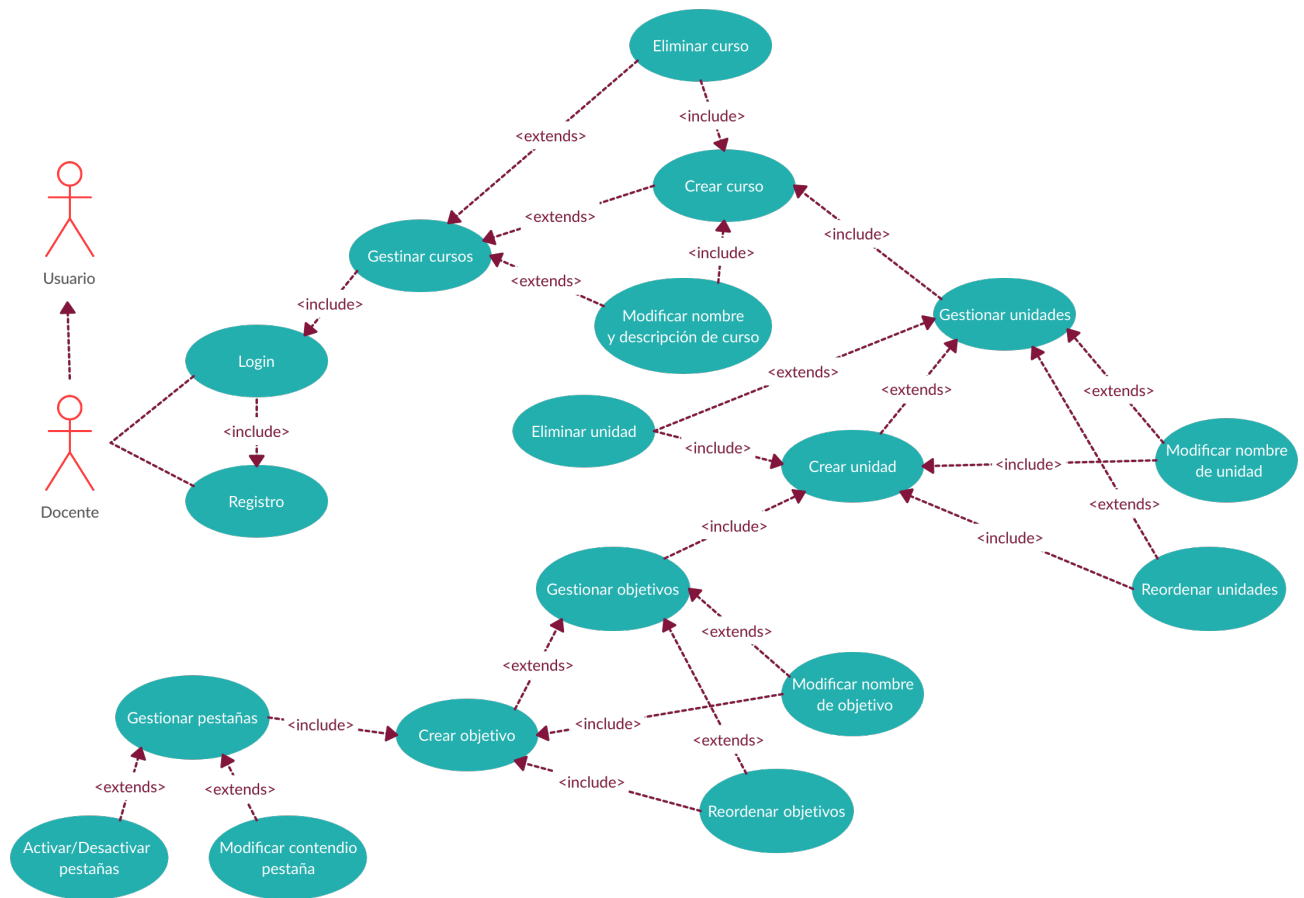 Eliminar curso
<include>
<extends>
Crear curso
<extends>
<include>
<include>
Gestinar cursos
<extends>
Usuario
<include>
Modificar nombre
y descripción de curso
Gestionar unidades
Login
<extends>
<extends>
<extends>
<include>
Eliminar unidad
<include>
Crear unidad
<include>
Modificar nombre
de unidad
Registro
Docente
<extends>
<include>
<include>
Gestionar objetivos
Reordenar unidades
<extends>
<extends>
Modificar nombre
de objetivo
Gestionar pestañas
<include>
Crear objetivo
<include>
<extends>
<extends>
<extends>
<include>
Reordenar objetivos
Activar/Desactivar
pestañas
Modificar contendio
pestaña